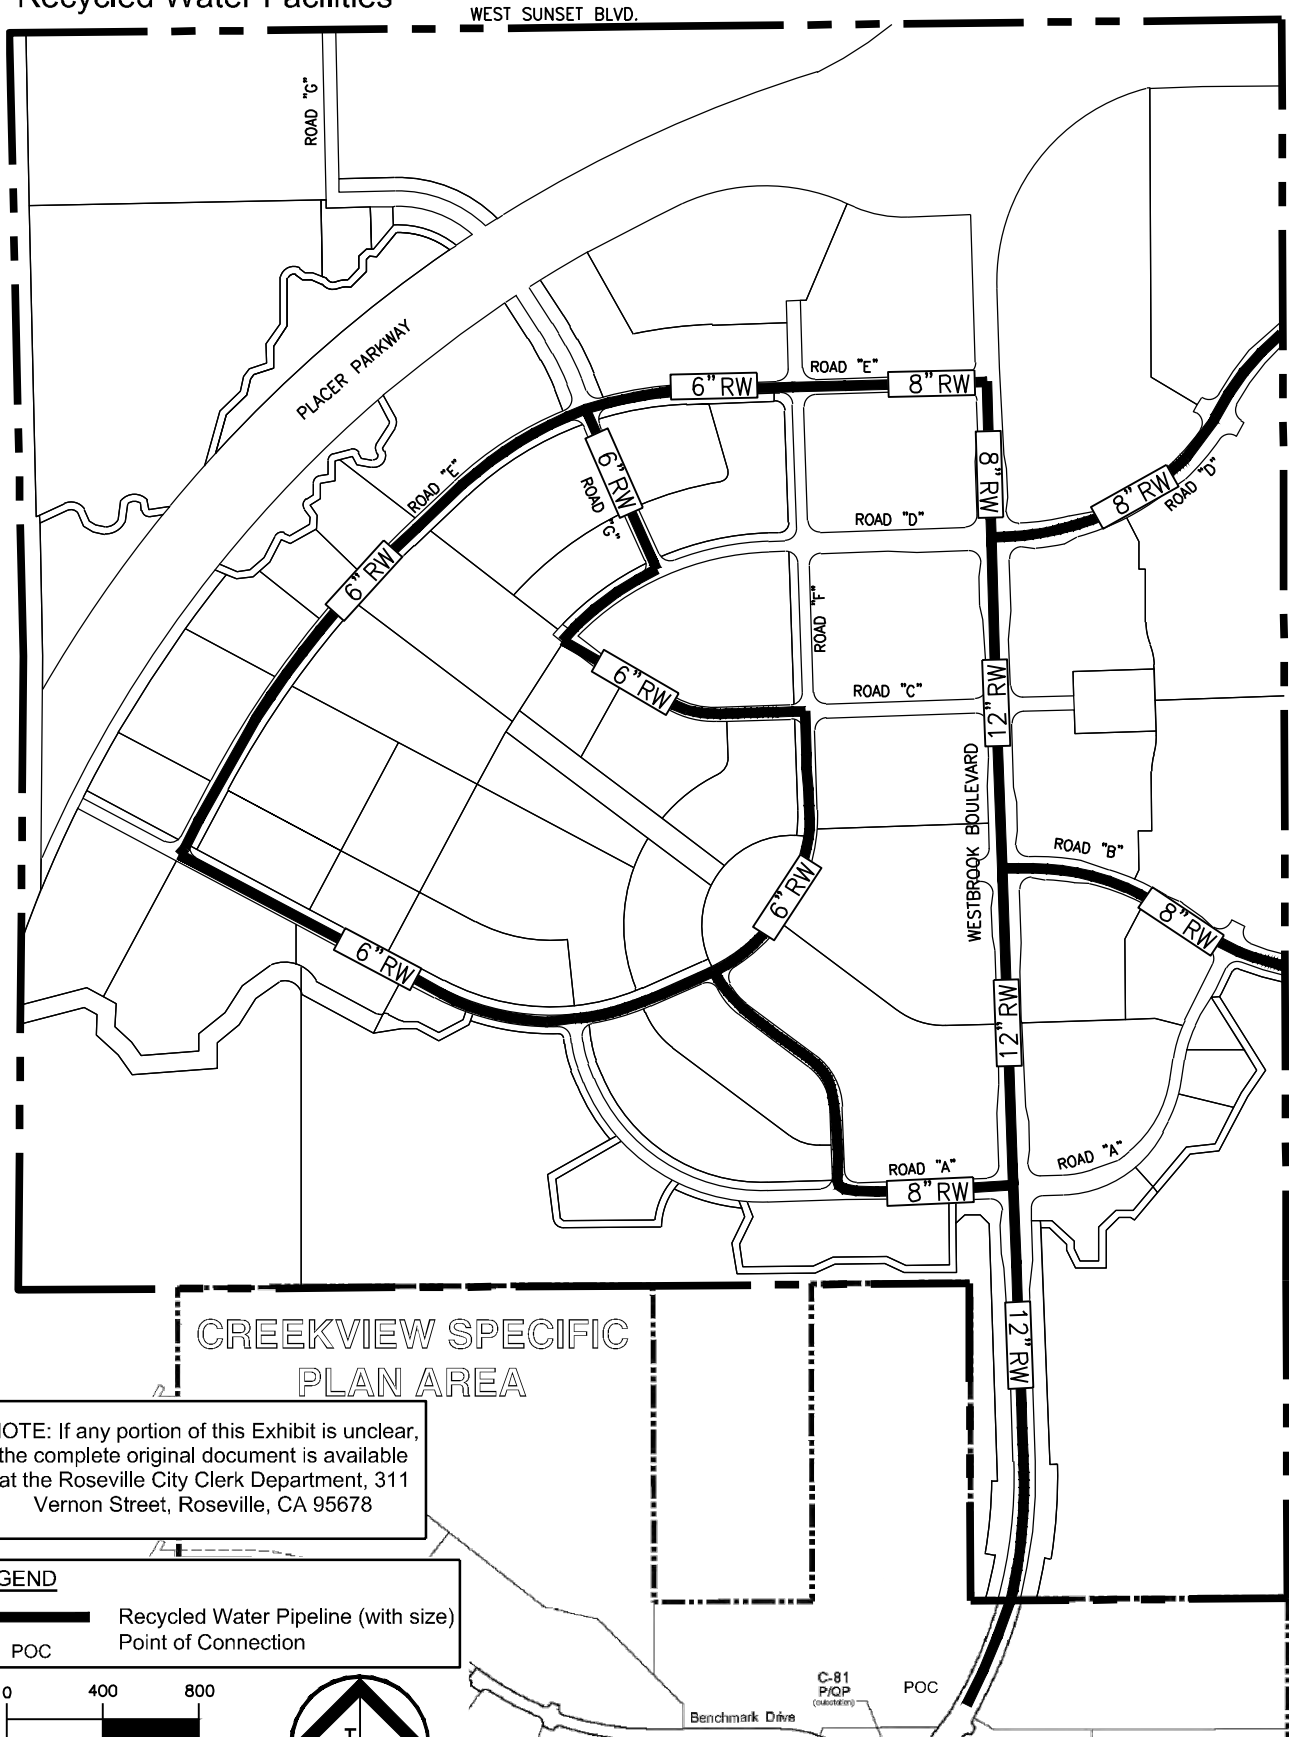 Recycled Water Facilities
WEST SUNSET BLVD.
ROAD "G"
PLACER PARKWAY
ROAD "E"
6" RW
8" RW
6" RW
ROAD "G"
8" RW
8" RW
ROAD "D"
ROAD "E"
ROAD "D"
6" RW
ROAD "F"
6" RW
12" RW
ROAD "C"
WESTBROOK BOULEVARD
ROAD "B"
6" RW
8" RW
6" RW
12" RW
ROAD "A"
ROAD "A"
8" RW
12" RW
CREEKVIEW SPECIFIC
PLAN AREA
OTE: If any portion of this Exhibit is unclear,
the complete original document is available
at the Roseville City Clerk Department, 311
Vernon Street, Roseville, CA 95678
GEND
Recycled Water Pipeline (with size)
POC
Point of Connection
0
400
800
C-81
P/QP
(substation)
POC
Benchmark Drive